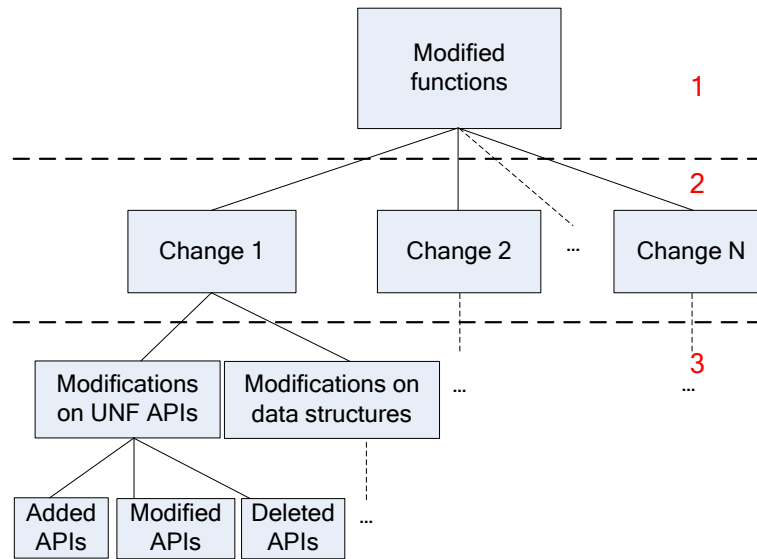 Modified
functions
1
2
Change 1
Change 2
...
Change N
3
Modifications
on UNF APIs
Modifications on
data structures
...
...
Added
APIs
Modified
APIs
Deleted
APIs
...